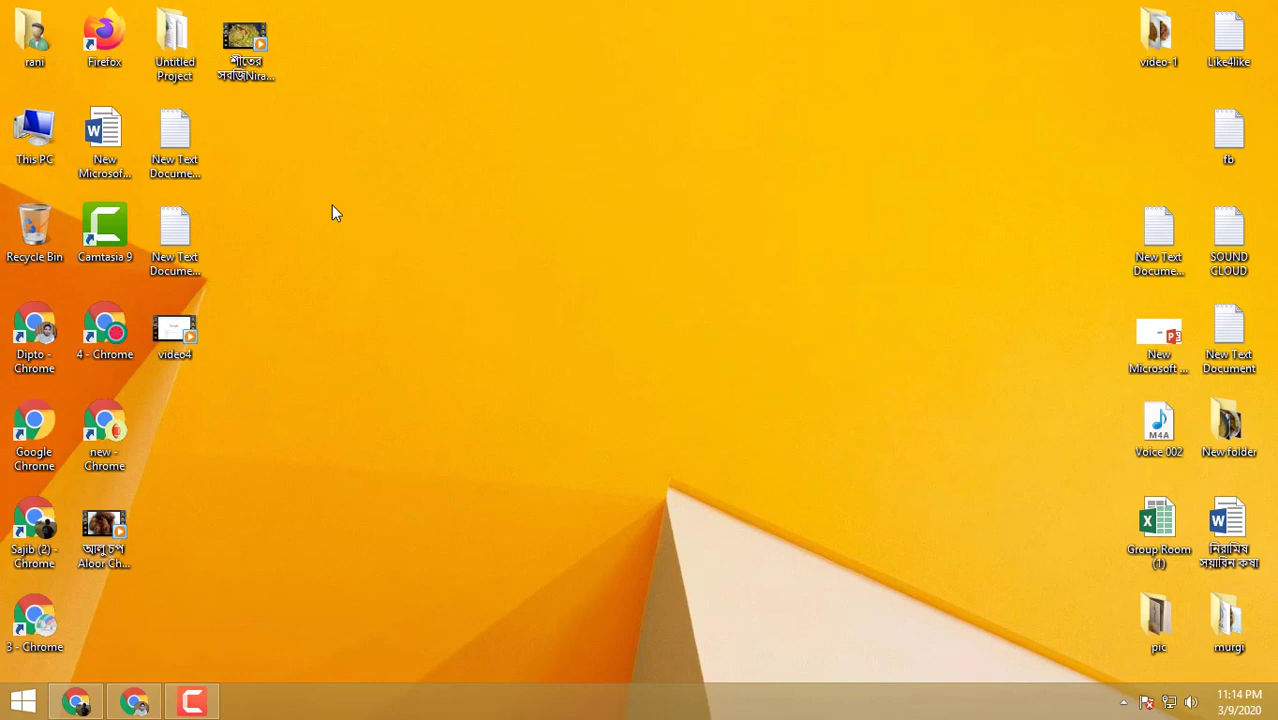 rani
Firefox
Untitled
Project
শীতের
সবজিNira...
This PC
New
Microsof...
New Text
Docume...
Recycle Bin
Camtasia 9
New Text
Docume...
Dipto -
Chrome
4 - Chrome
video4
Google
Chrome
new -
Chrome
Sajib (2) -
Chrome
আলু চপ
Aloor Ch...
3 - Chrome
video-1
Like4like
fb
New Text
Docume...
SOUND
CLOUD
New
Microsoft ...
New Text
Document
M4A
Voice 002
New folder
Group Room
(1)
নিরামিষ
সয়াবিন কষা
pic
murgi
11:14 PM
3/9/2020